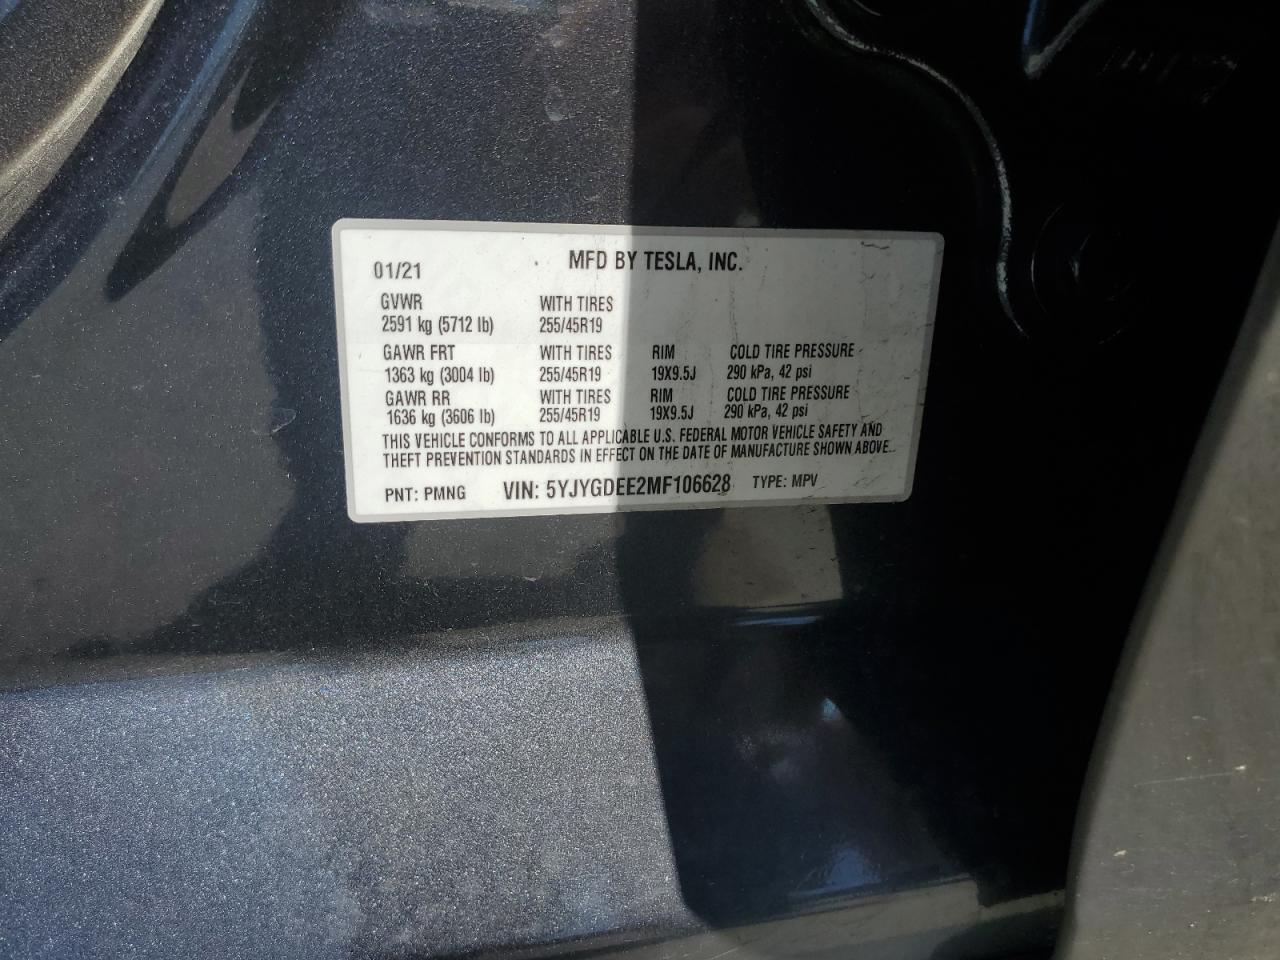 MFD BY TESLA, INC.
01/21
GVWR WITH TIRES
2591 kg (5712 lb) 255/45R19
GAWR FRT WITH TIRES RIM COLD TIRE PRESSURE
1363 kg (3004 lb) 255/45R19 19X9.5J 290 kPa, 42 psi
GAWR RR WITH TIRES RIM COLD TIRE PRESSURE
1636 kg (3606 lb) 255/45R19 19X9.5J 290 kPa, 42 psi
THIS VEHICLE CONFORMS TO ALL APPLICABLE U.S. FEDERAL MOTOR VEHICLE SAFETY AND
THEFT PREVENTION STANDARDS IN EFFECT ON THE DATE OF MANUFACTURE SHOWN ABOVE.
PNT: PMNG VIN: 5YJYGDEE2MF106628 TYPE: MPV